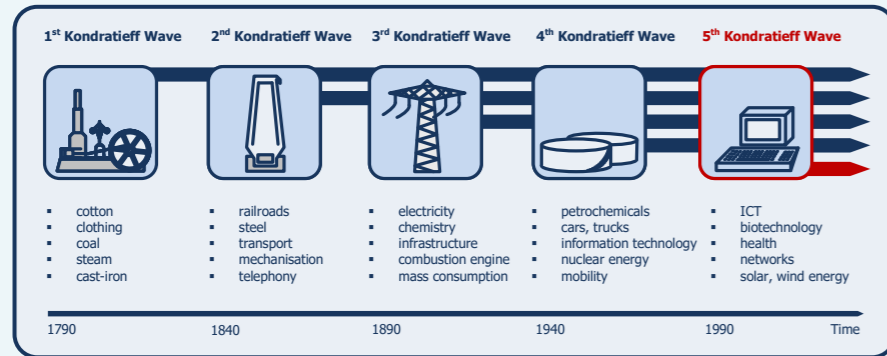 1st Kondratieff Wave
2nd Kondratieff Wave
3rd Kondratieff Wave
4th Kondratieff Wave
5th Kondratieff Wave
▪ cotton
▪ clothing
▪ coal
▪ steam
▪ cast-iron
▪ railroads
▪ steel
▪ transport
▪ mechanisation
▪ telephony
▪ electricity
▪ chemistry
▪ infrastructure
▪ combustion engine
▪ mass consumption
▪ petrochemicals
▪ cars, trucks
▪ information technology
▪ nuclear energy
▪ mobility
▪ ICT
▪ biotechnology
▪ health
▪ networks
▪ solar, wind energy
1790 1840 1890 1940 1990 Time